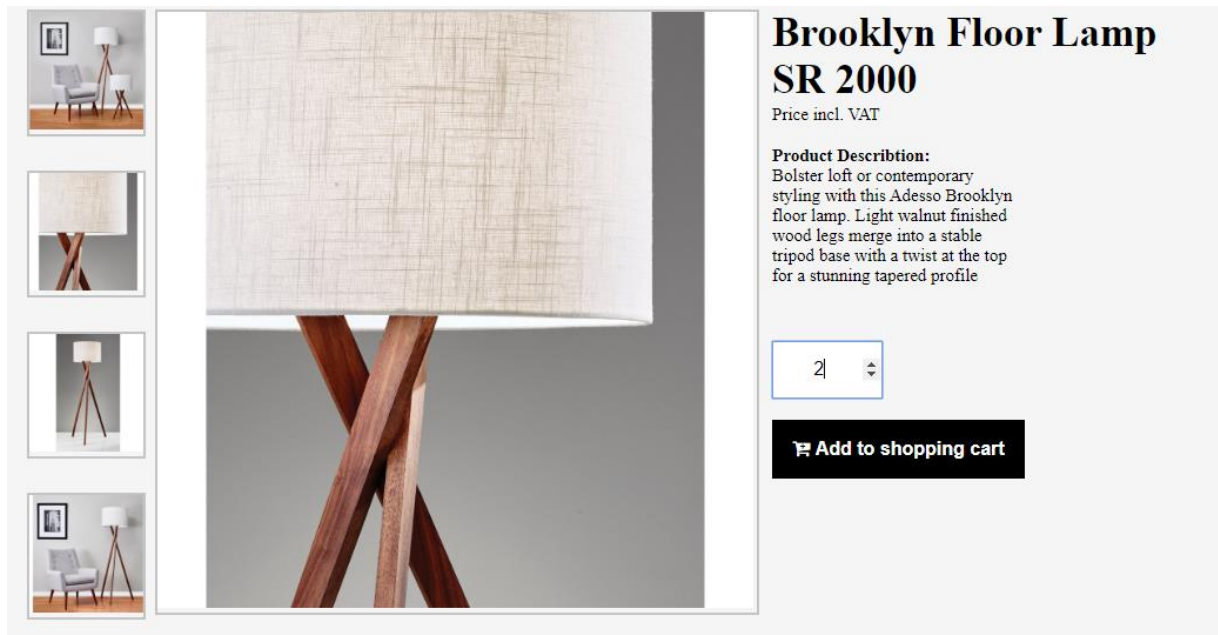 Brooklyn Floor Lamp
SR 2000
Price incl. VAT
Product Describtion:
Bolster loft or contemporary
styling with this Adesso Brooklyn
floor lamp. Light walnut finished
wood legs merge into a stable
tripod base with a twist at the top
for a stunning tapered profile
2
Add to shopping cart